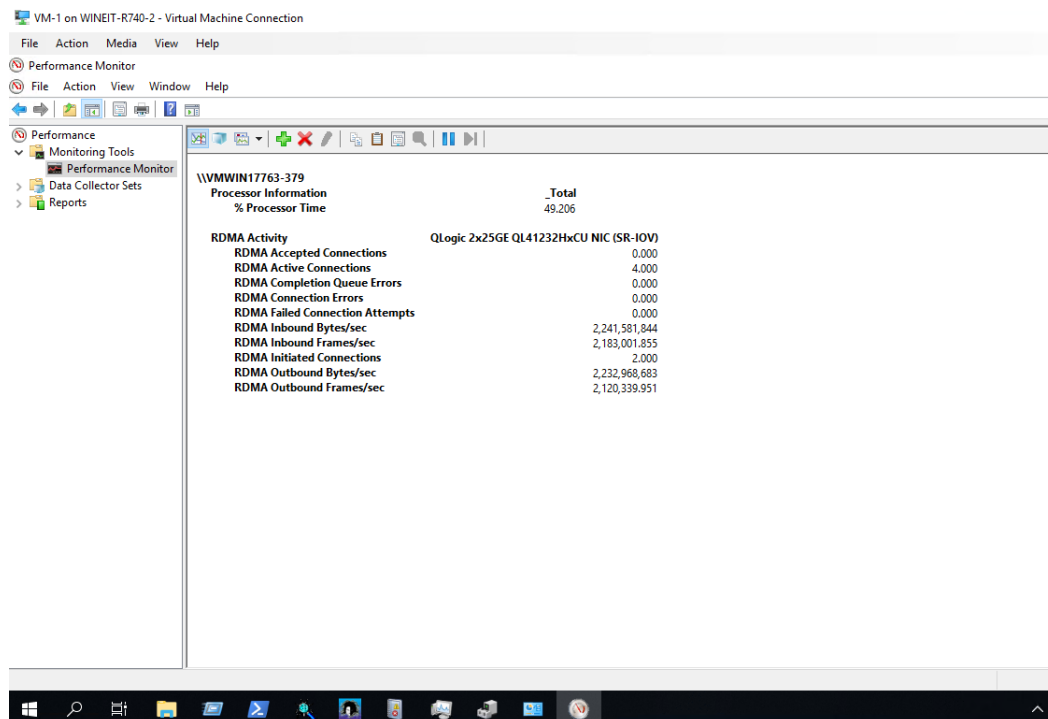 VM-1 on WINEIT-R740-2 - Virtual Machine Connection
File Action Media View Help
Performance Monitor
File Action View Window Help
Performance
Monitoring Tools
Performance Monitor
Data Collector Sets
Reports
\\VMWIN17763-379
Processor Information _Total
% Processor Time 49.206
RDMA Activity QLogic 2x25GE QL41232HxCU NIC (SR-IOV)
RDMA Accepted Connections 0.000
RDMA Active Connections 4.000
RDMA Completion Queue Errors 0.000
RDMA Connection Errors 0.000
RDMA Failed Connection Attempts 0.000
RDMA Inbound Bytes/sec 2,241,581,844
RDMA Inbound Frames/sec 2,183,001.855
RDMA Initiated Connections 2.000
RDMA Outbound Bytes/sec 2,232,968,683
RDMA Outbound Frames/sec 2,120,339.951